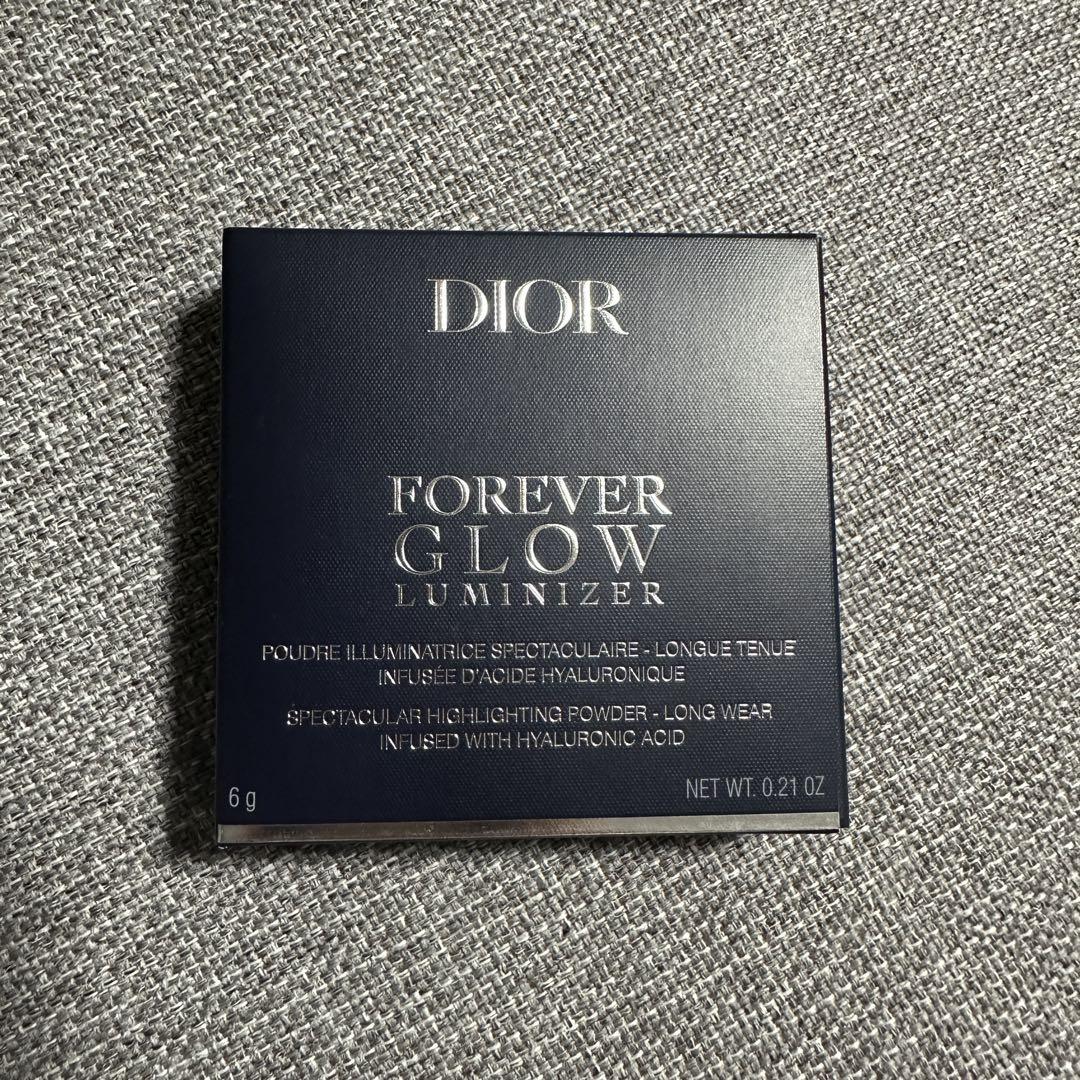 DIOR
FOREVER
GLOW
LUMINIZER
POUDRE ILLUMINATRICE SPECTACULAIRE - LONGUE TENUE
INFUSÉE D'ACIDE HYALURONIQUE
SPECTACULAR HIGHLIGHTING POWDER - LONG WEAR
INFUSED WITH HYALURONIC ACID
6 g
NET WT. 0.21 OZ